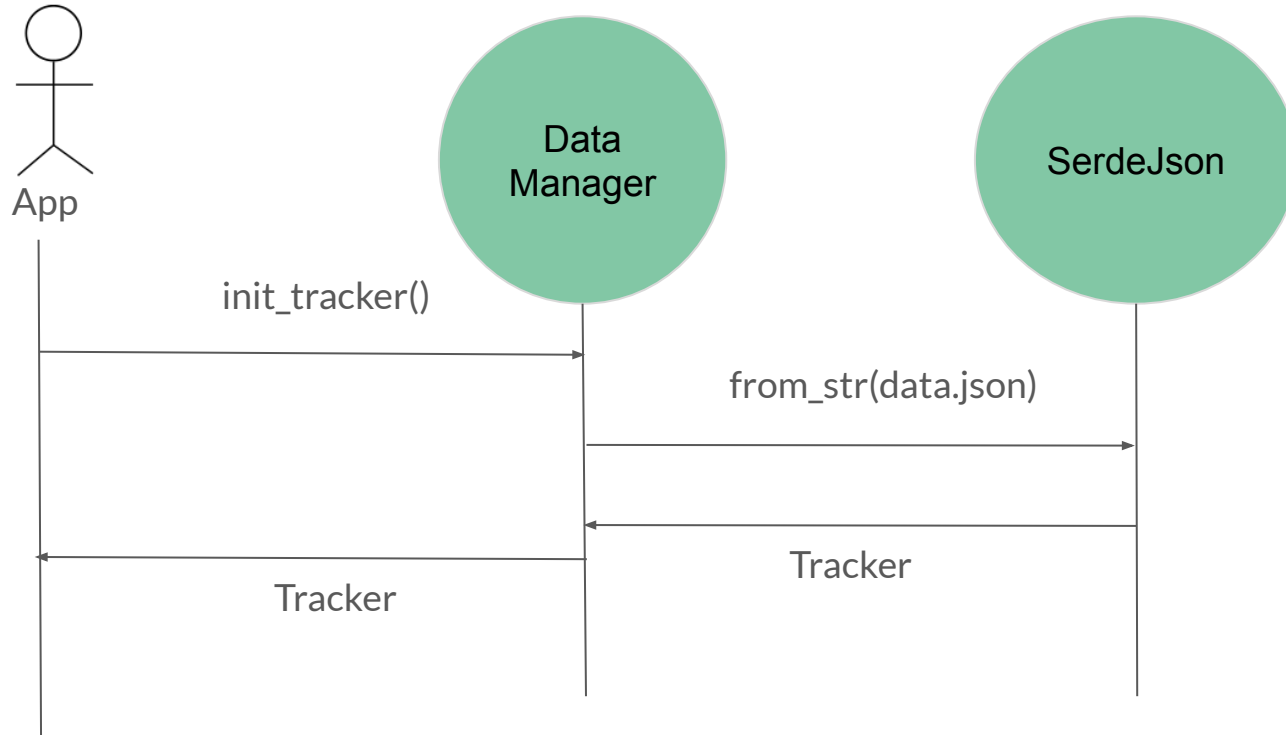 Data
Manager
SerdeJson
App
init_tracker()
from_str(data.json)
Tracker
Tracker